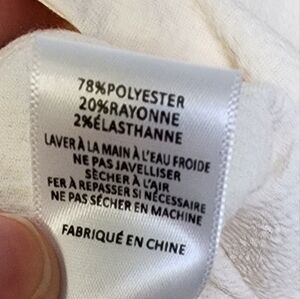 78%POLYESTER
20%RAYONNE
2%ÉLASTHANNE
LAVER À LA MAIN À L'EAU FROIDE
NE PAS JAVELLISER
SÈCHER À L'AIR
FER À REPASSER SI NÉCESSAIRE
NE PAS SÉCHER EN MACHINE
FABRIQUÉ EN CHINE